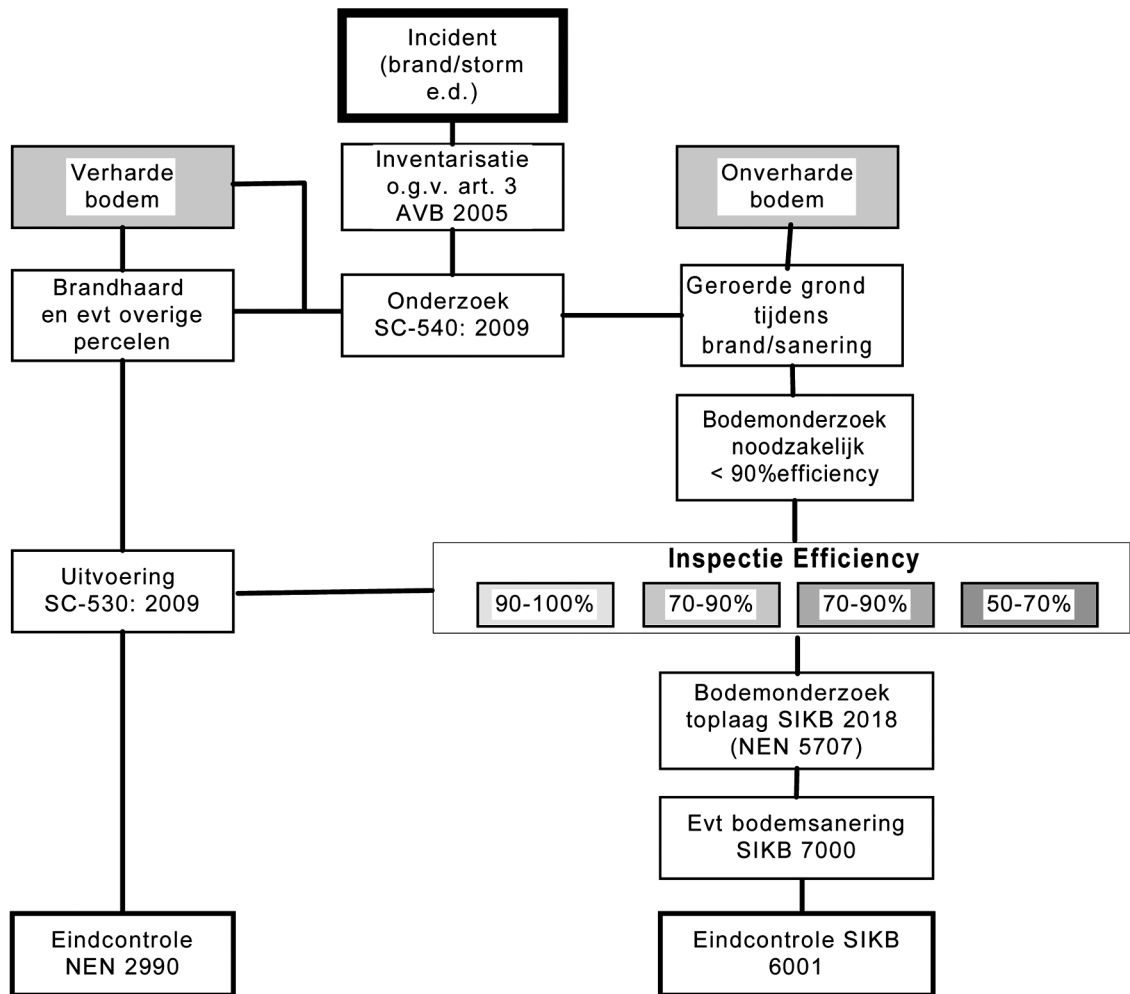 Incident
(brand/storm
e.d.)
Verharde
bodem
Inventarisatie
o.g.v. art. 3
AVB 2005
Onverharde
bodem
Brandhaard
en evt overige
percelen
Onderzoek
SC-540: 2009
Geroerde grond
tijdens
brand/sanering
Bodemonderzoek
noodzakelijk
< 90%efficiency
Uitvoering
SC-530: 2009
Inspectie Efficiency
90-100%
70-90%
70-90%
50-70%
Bodemonderzoek
toplaag SIKB 2018
(NEN 5707)
Evt bodemsanering
SIKB 7000
Eindcontrole
NEN 2990
Eindcontrole SIKB
6001